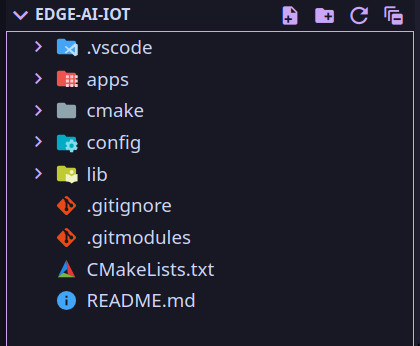 EDGE-AI-IOT
.vscode
apps
cmake
config
lib
.gitignore
.gitmodules
CMakeLists.txt
README.md